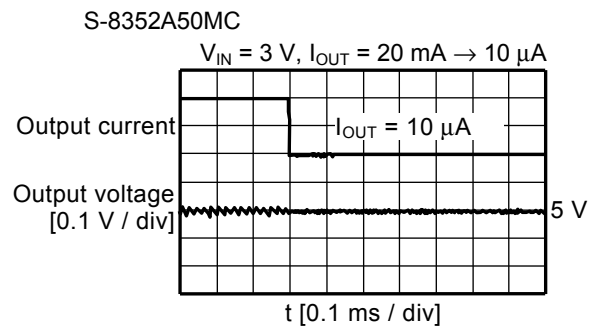 S-8352A50MC
V_IN = 3 V, I_OUT = 20 mA → 10 μA
Output current
I_OUT = 10 μA
Output voltage
[0.1 V / div]
5 V
t [0.1 ms / div]